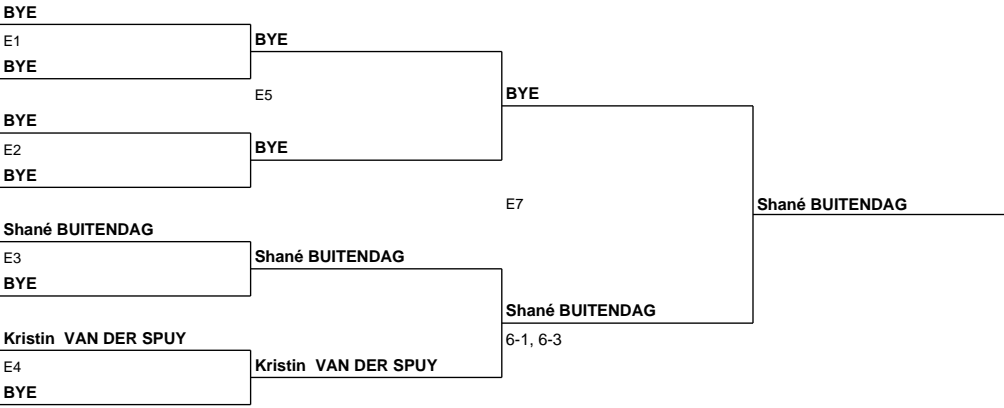 BYE
E1
BYE
BYE
E5
BYE
BYE
E2
BYE
BYE
E7
Shané BUITENDAG
Shané BUITENDAG
E3
Shané BUITENDAG
BYE
Shané BUITENDAG
Kristin VAN DER SPUY
6-1, 6-3
E4
Kristin VAN DER SPUY
BYE